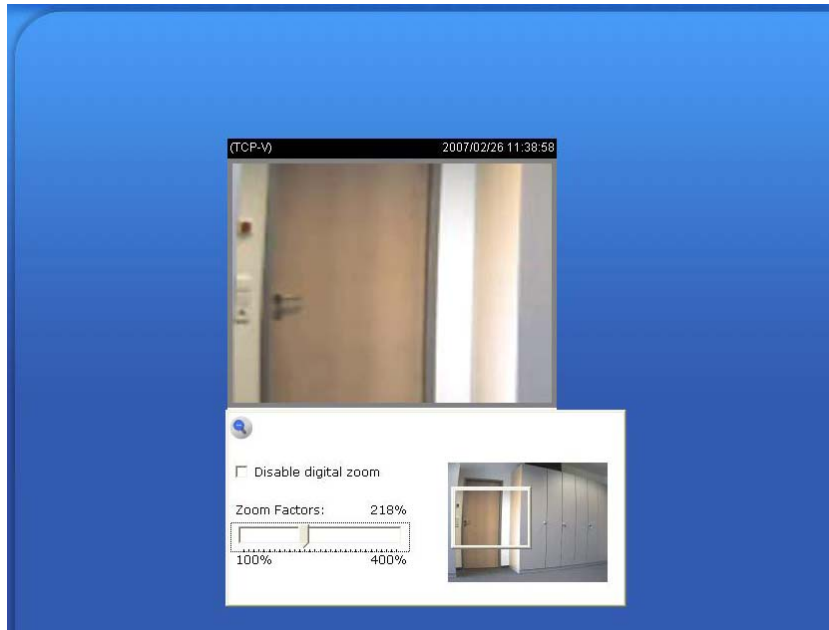 (TCP-V) 2007/02/26 11:38:58
Disable digital zoom
Zoom Factors: 218%
100% 400%